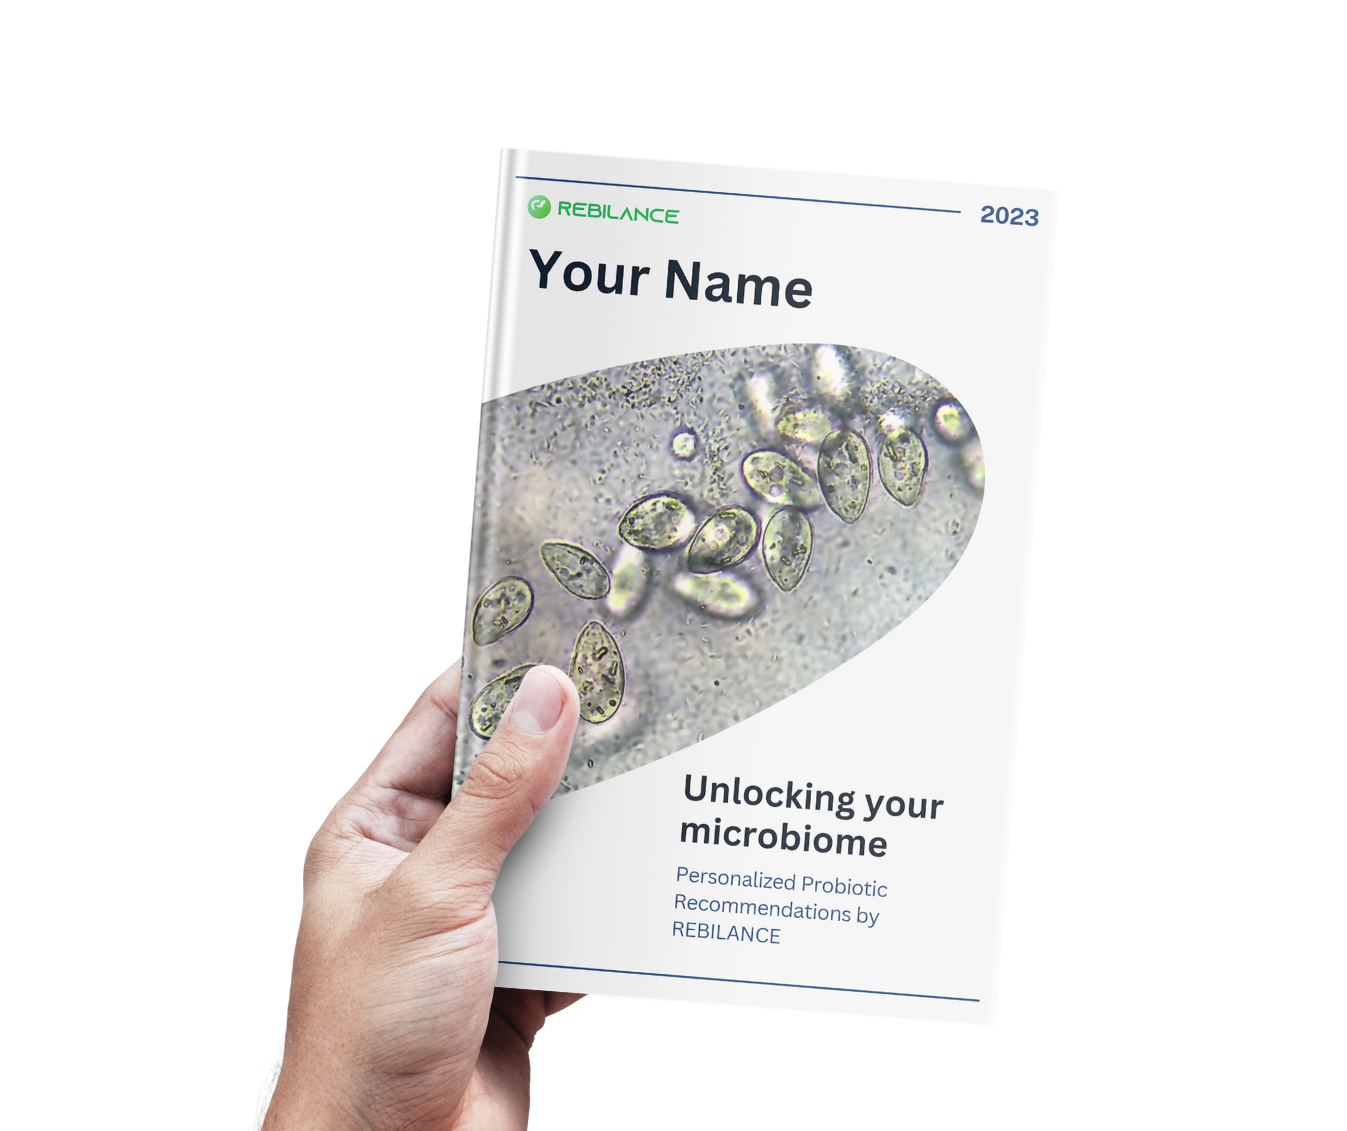 REBILANCE
2023
Your Name
Unlocking your
microbiome
Personalized Probiotic
Recommendations by
REBILANCE